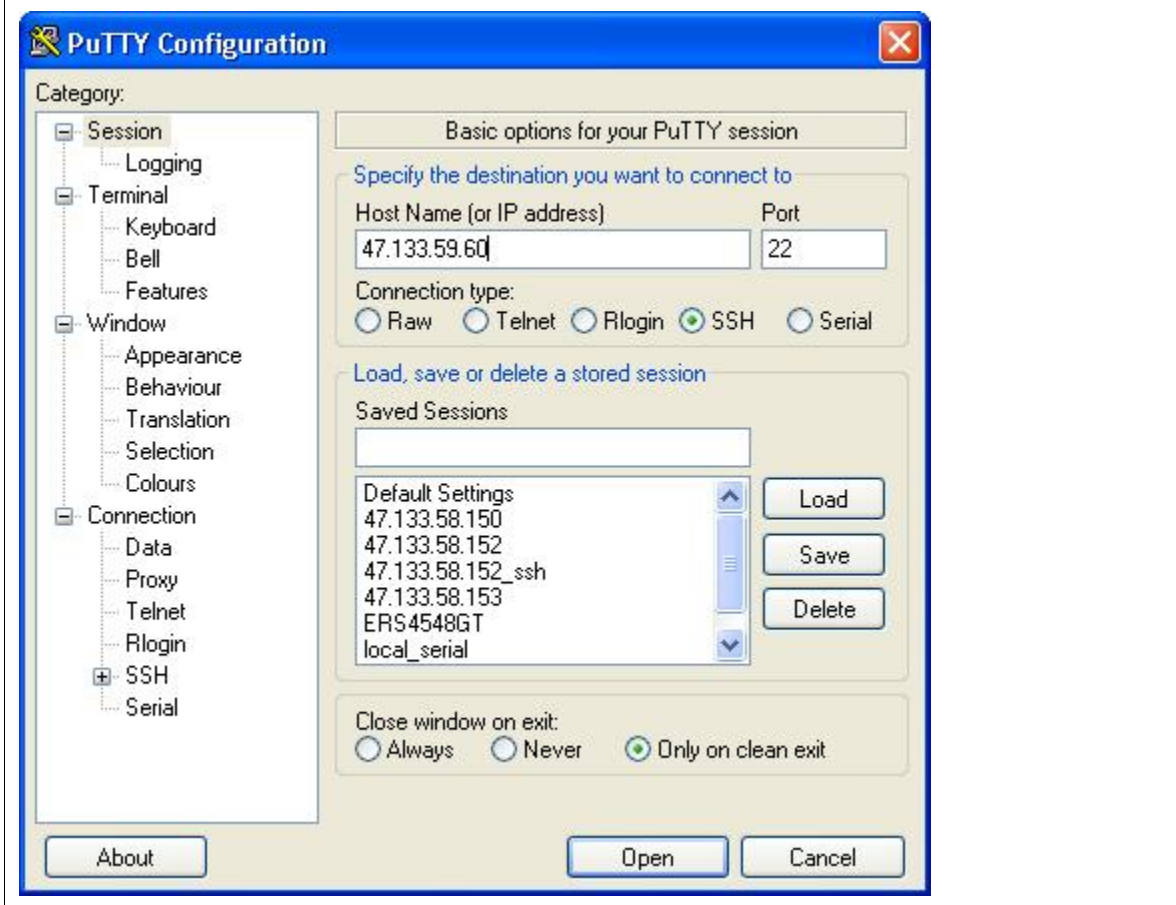 PuTTY Configuration
Category:
Session
Logging
Terminal
Keyboard
Bell
Features
Window
Appearance
Behaviour
Translation
Selection
Colours
Connection
Data
Proxy
Telnet
Rlogin
SSH
Serial
Basic options for your PuTTY session
Specify the destination you want to connect to
Host Name (or IP address) Port
47.133.59.60 22
Connection type:
Raw Telnet Rlogin SSH Serial
Load, save or delete a stored session
Saved Sessions
Default Settings
47.133.58.150
47.133.58.152
47.133.58.152_ssh
47.133.58.153
ERS4548GT
local_serial
Load
Save
Delete
Close window on exit:
Always Never Only on clean exit
About Open Cancel